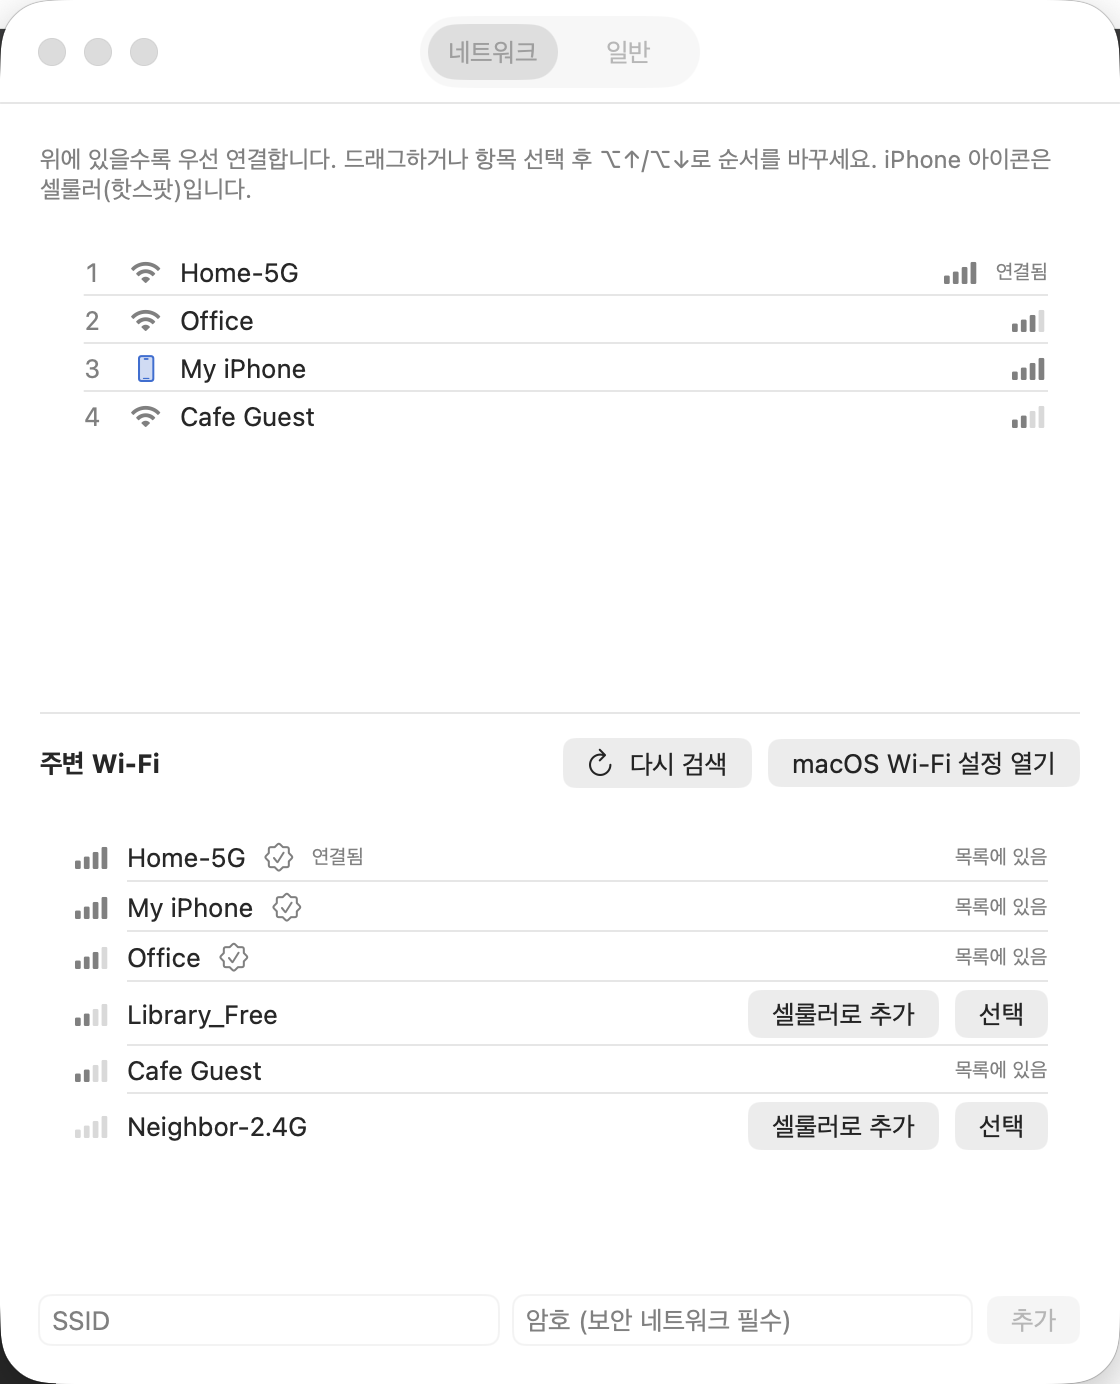 네트워크 일반
위에 있을수록 우선 연결합니다. 드래그하거나 항목 선택 후 ⌥↑/⌥↓로 순서를 바꾸세요. iPhone 아이콘은
셀룰러(핫스팟)입니다.
1 Home-5G 연결됨
2 Office
3 My iPhone
4 Cafe Guest
주변 Wi-Fi 다시 검색 macOS Wi-Fi 설정 열기
Home-5G 연결됨 목록에 있음
My iPhone 목록에 있음
Office 목록에 있음
Library_Free 셀룰러로 추가 선택
Cafe Guest 목록에 있음
Neighbor-2.4G 셀룰러로 추가 선택
SSID 암호 (보안 네트워크 필수) 추가